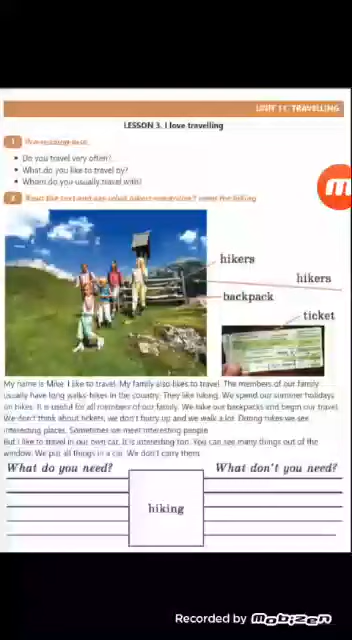 UNIT 11. TRAVELLING
LESSON 3. I love travelling
1
Do you travel very often?
What do you like to travel by?
Whom do you usually travel with?
2
hikers
hikers
backpack
ticket
My name is Mike. I like to travel. My family also likes to travel. The members of our family
usually have long walks-hikes in the country. They like hiking. We spend our summer holidays
on hikes. It is useful for all members of our family. We take our backpacks and begin our travel.
We don't think about tickets, we don't hurry up and we walk a lot. During hikes we see
interesting places. Sometimes we meet interesting people.
But I like to travel in our own car. It is interesting too. You can see many things out of the
window. We put all things in a car. We don't carry them.
What do you need?
What don't you need?
hiking
Recorded by Mobizen